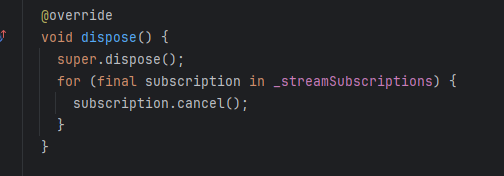 @override
void dispose() {
  super.dispose();
  for (final subscription in _streamSubscriptions) {
    subscription.cancel();
  }
}